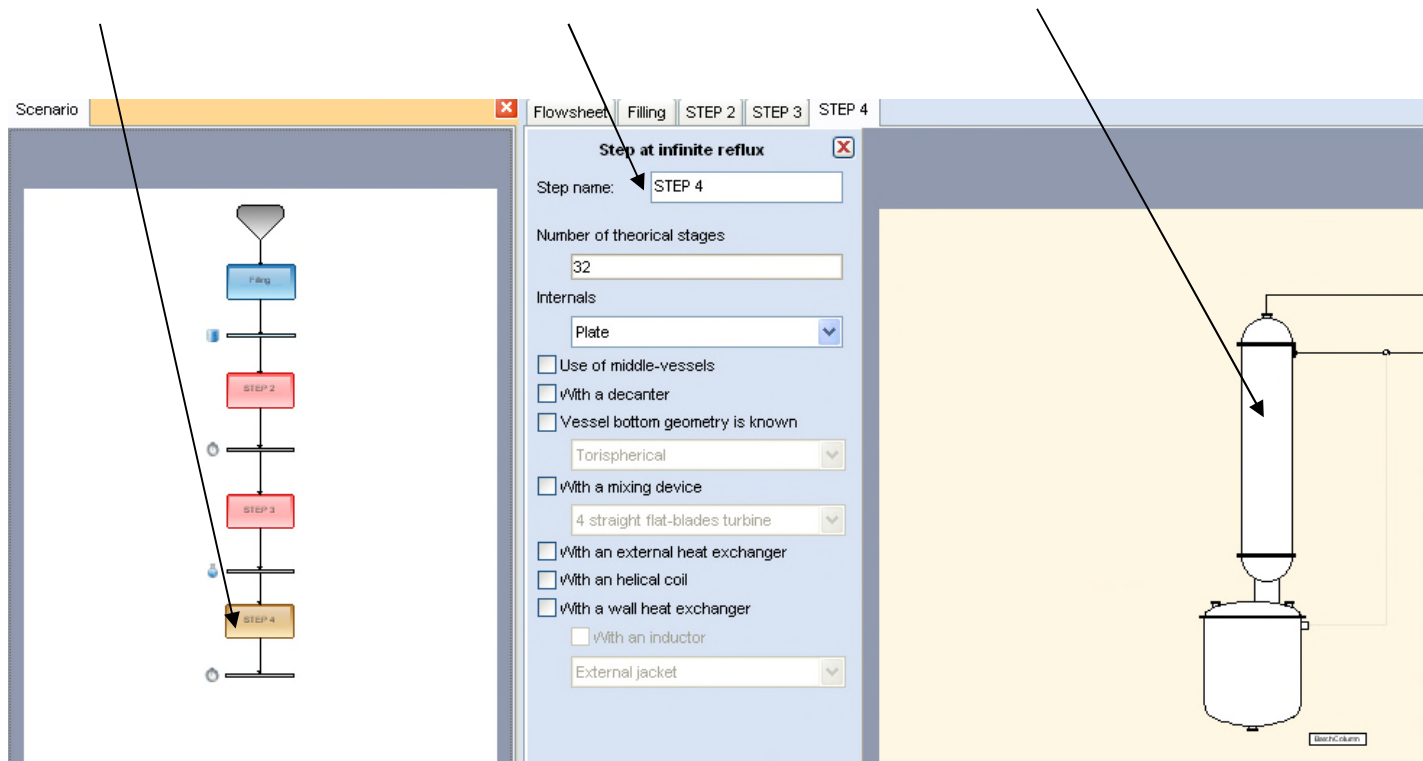 Scenario
Filling
STEP 2
STEP 3
STEP 4
Flowsheet Filling STEP 2 STEP 3 STEP 4
Step at infinite reflux
Step name: STEP 4
Number of theorical stages
32
Internals
Plate
Use of middle-vessels
With a decanter
Vessel bottom geometry is known
Torispherical
With a mixing device
4 straight flat-blades turbine
With an external heat exchanger
With an helical coil
With a wall heat exchanger
With an inductor
External jacket
BatchColumn